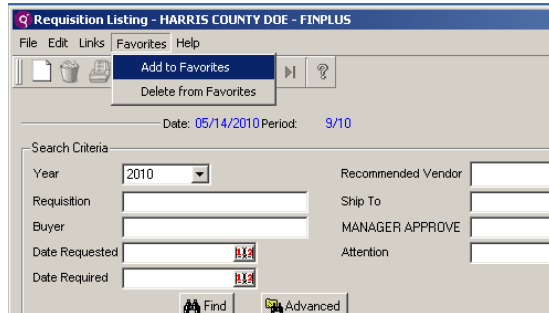 Requisition Listing - HARRIS COUNTY DOE - FINPLUS
File Edit Links Favorites Help
Add to Favorites
Delete from Favorites
Date: 05/14/2010 Period: 9/10
Search Criteria
Year 2010 Recommended Vendor
Requisition Ship To
Buyer MANAGER APPROVE
Date Requested Attention
Date Required
Find Advanced